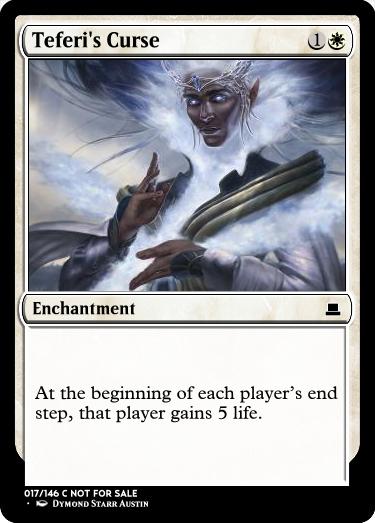 Teferi's Curse 1
Enchantment
At the beginning of each player's end
step, that player gains 5 life.
017/146 C NOT FOR SALE
· Dymond Starr Austin